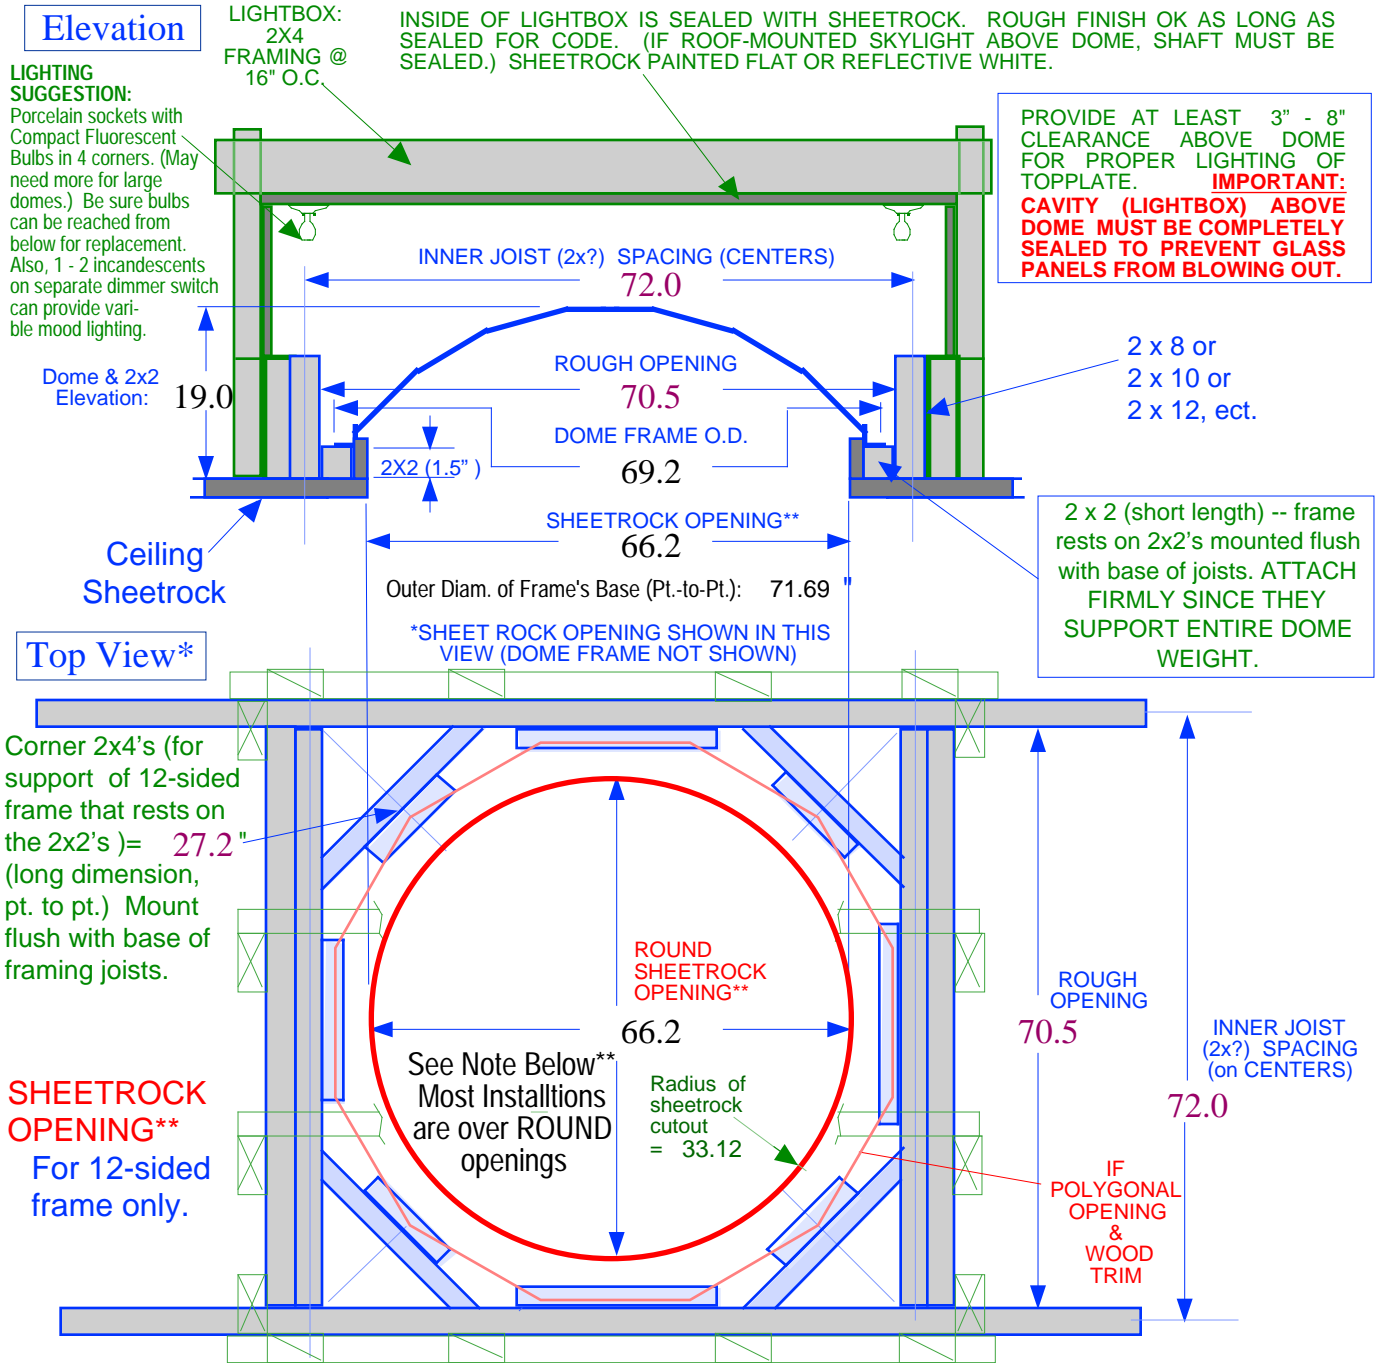 Elevation
LIGHTBOX:
2X4
FRAMING @
16" O.C.
INSIDE OF LIGHTBOX IS SEALED WITH SHEETROCK. ROUGH FINISH OK AS LONG AS
SEALED FOR CODE. (IF ROOF-MOUNTED SKYLIGHT ABOVE DOME, SHAFT MUST BE
SEALED.) SHEETROCK PAINTED FLAT OR REFLECTIVE WHITE.
LIGHTING
SUGGESTION:
Porcelain sockets with
Compact Fluorescent
Bulbs in 4 corners. (May
need more for large
domes.) Be sure bulbs
can be reached from
below for replacement.
Also, 1 - 2 incandescents
on separate dimmer switch
can provide vari-
ble mood lighting.
PROVIDE AT LEAST 3" - 8"
CLEARANCE ABOVE DOME
FOR PROPER LIGHTING OF
TOPPLATE. IMPORTANT:
CAVITY (LIGHTBOX) ABOVE
DOME MUST BE COMPLETELY
SEALED TO PREVENT GLASS
PANELS FROM BLOWING OUT.
INNER JOIST (2x?) SPACING (CENTERS)
72.0
Dome & 2x2
Elevation:
19.0
ROUGH OPENING
70.5
DOME FRAME O.D.
69.2
2X2 (1.5" )
2 x 8 or
2 x 10 or
2 x 12, ect.
SHEETROCK OPENING**
66.2
Ceiling
Sheetrock
Outer Diam. of Frame's Base (Pt.-to-Pt.): 71.69 "
2 x 2 (short length) -- frame
rests on 2x2's mounted flush
with base of joists. ATTACH
FIRMLY SINCE THEY
SUPPORT ENTIRE DOME
WEIGHT.
Top View*
*SHEET ROCK OPENING SHOWN IN THIS
VIEW (DOME FRAME NOT SHOWN)
Corner 2x4's (for
support of 12-sided
frame that rests on
the 2x2's )= 27.2 "
(long dimension,
pt. to pt.) Mount
flush with base of
framing joists.
ROUND
SHEETROCK
OPENING**
66.2
See Note Below**
Most Installtions
are over ROUND
openings
Radius of
sheetrock
cutout
= 33.12
ROUGH
OPENING
70.5
INNER JOIST
(2x?) SPACING
(on CENTERS)
72.0
SHEETROCK
OPENING**
For 12-sided
frame only.
IF
POLYGONAL
OPENING
&
WOOD
TRIM